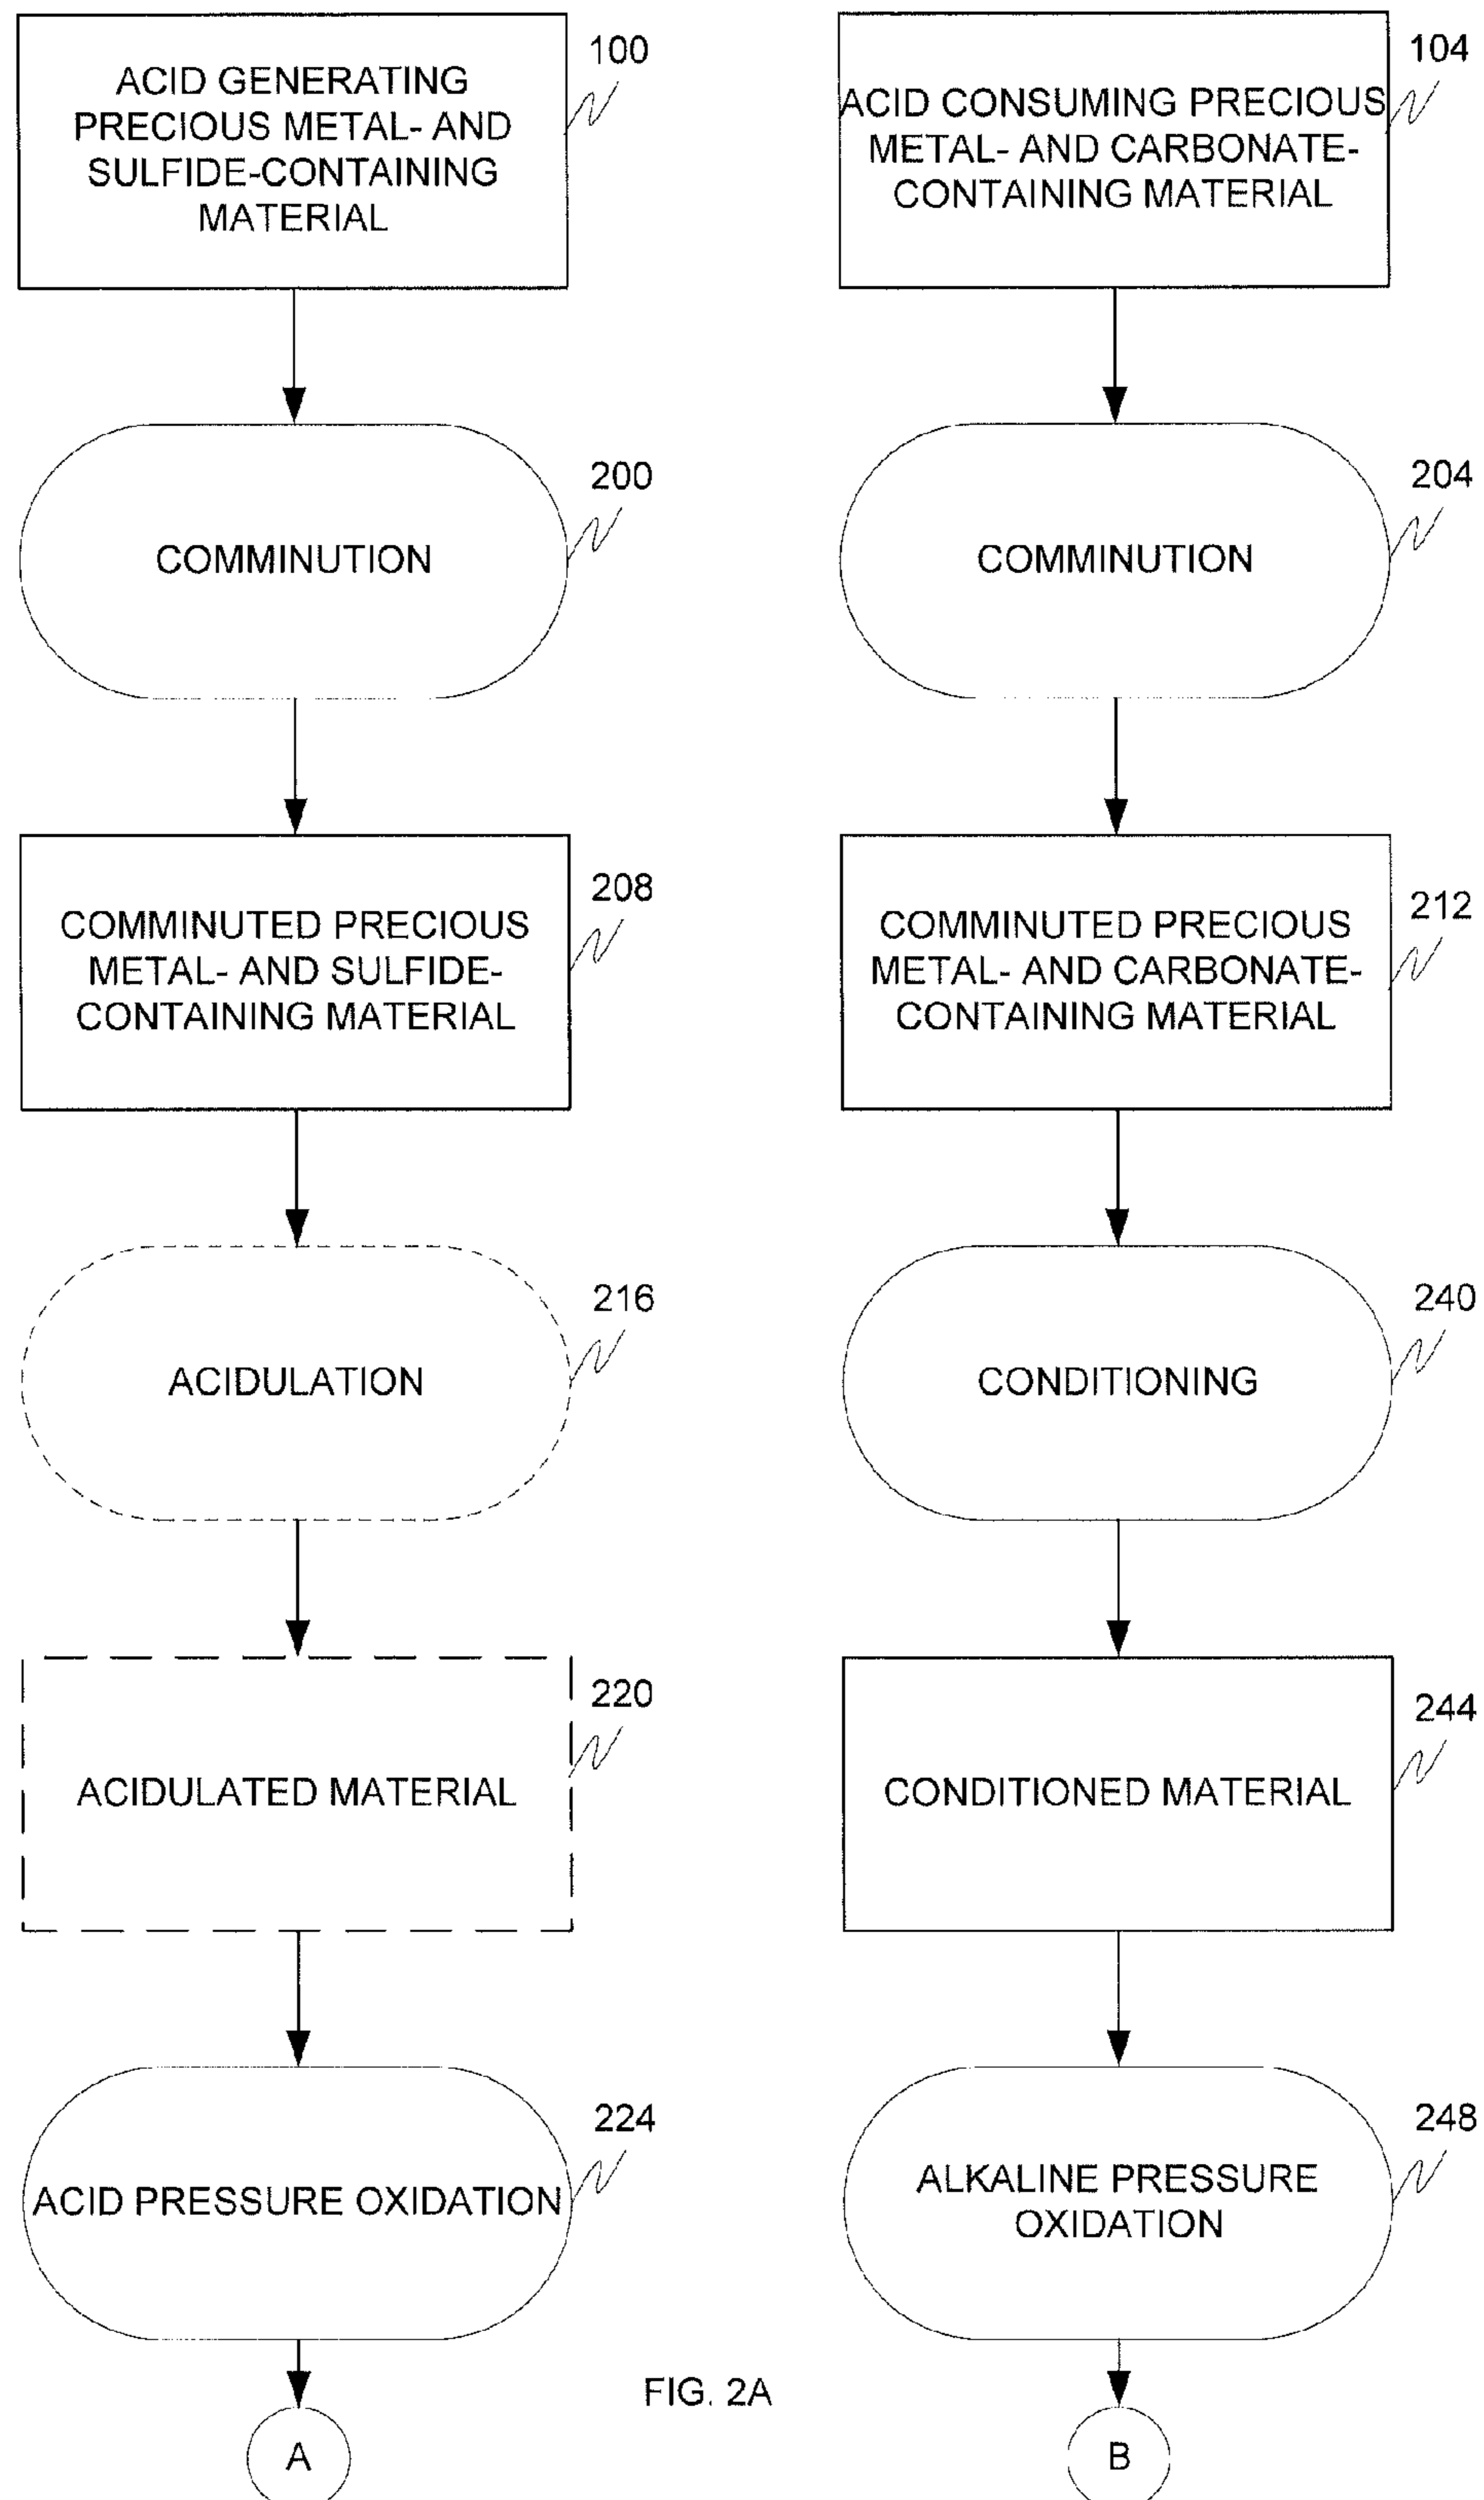 ACID GENERATING
PRECIOUS METAL- AND
SULFIDE-CONTAINING
MATERIAL
100
COMMINUTION
200
COMMINUTED PRECIOUS
METAL- AND SULFIDE-
CONTAINING MATERIAL
208
ACIDULATION
216
ACIDULATED MATERIAL
220
ACID PRESSURE OXIDATION
224
A
ACID CONSUMING PRECIOUS
METAL- AND CARBONATE-
CONTAINING MATERIAL
104
COMMINUTION
204
COMMINUTED PRECIOUS
METAL- AND CARBONATE-
CONTAINING MATERIAL
212
CONDITIONING
240
CONDITIONED MATERIAL
244
ALKALINE PRESSURE
OXIDATION
248
B
FIG. 2A